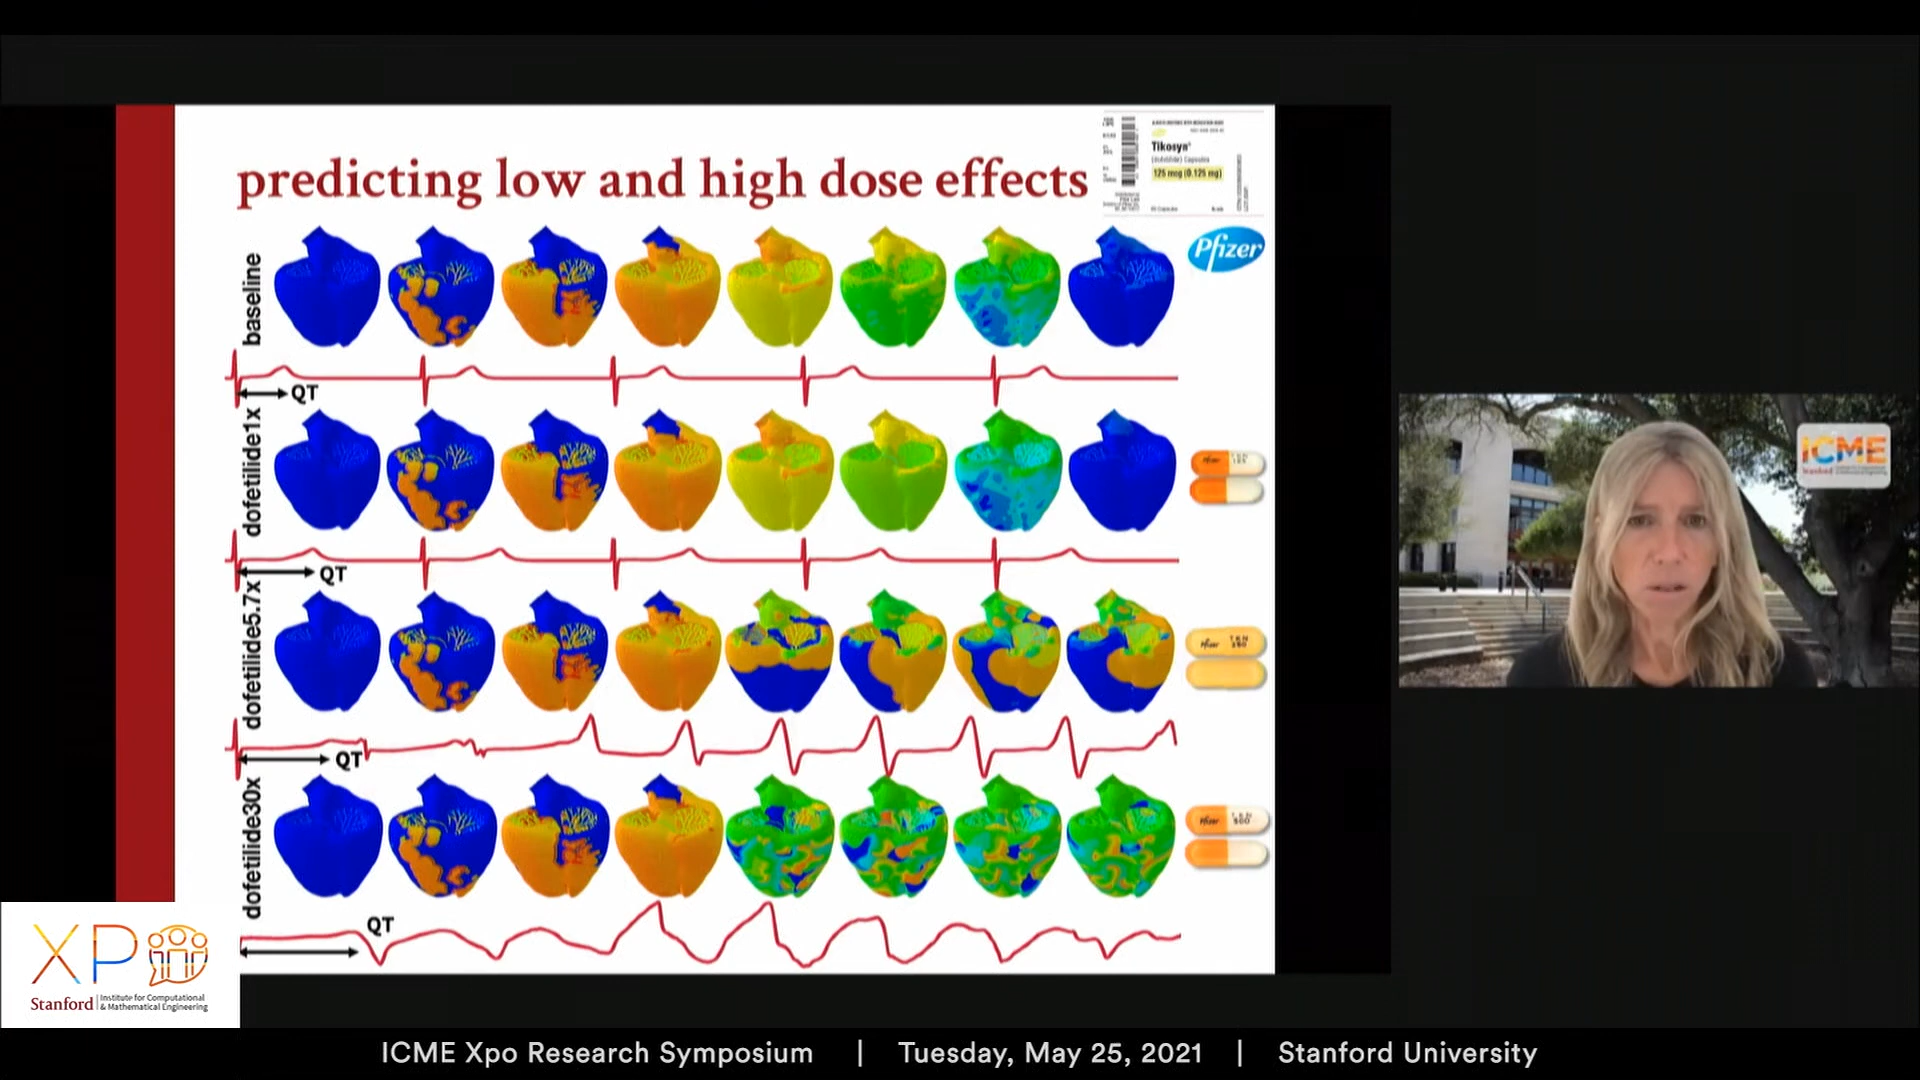 predicting low and high dose effects
Tikosyn®
(dofetilide) Capsules
125 mcg (0.125 mg)
Pfizer
baseline
QT
dofetilide1x
QT
dofetilide5.7x
QT
dofetilide30x
QT
ICME
Stanford
XPO
Stanford Institute for Computational
& Mathematical Engineering
ICME Xpo Research Symposium | Tuesday, May 25, 2021 | Stanford University